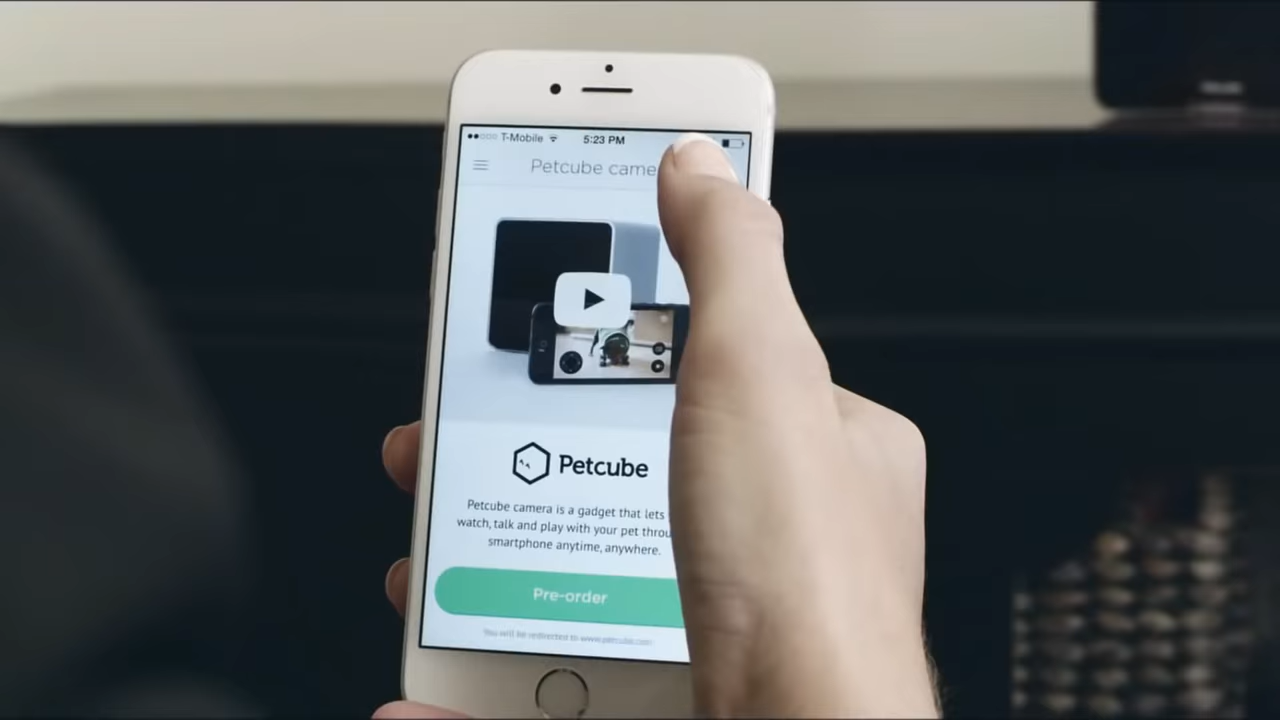 T-Mobile 5:23 PM
Petcube came
Petcube
Petcube camera is a gadget that lets
watch, talk and play with your pet throu
smartphone anytime, anywhere.
Pre-order
You will be redirected to www.petcube.com